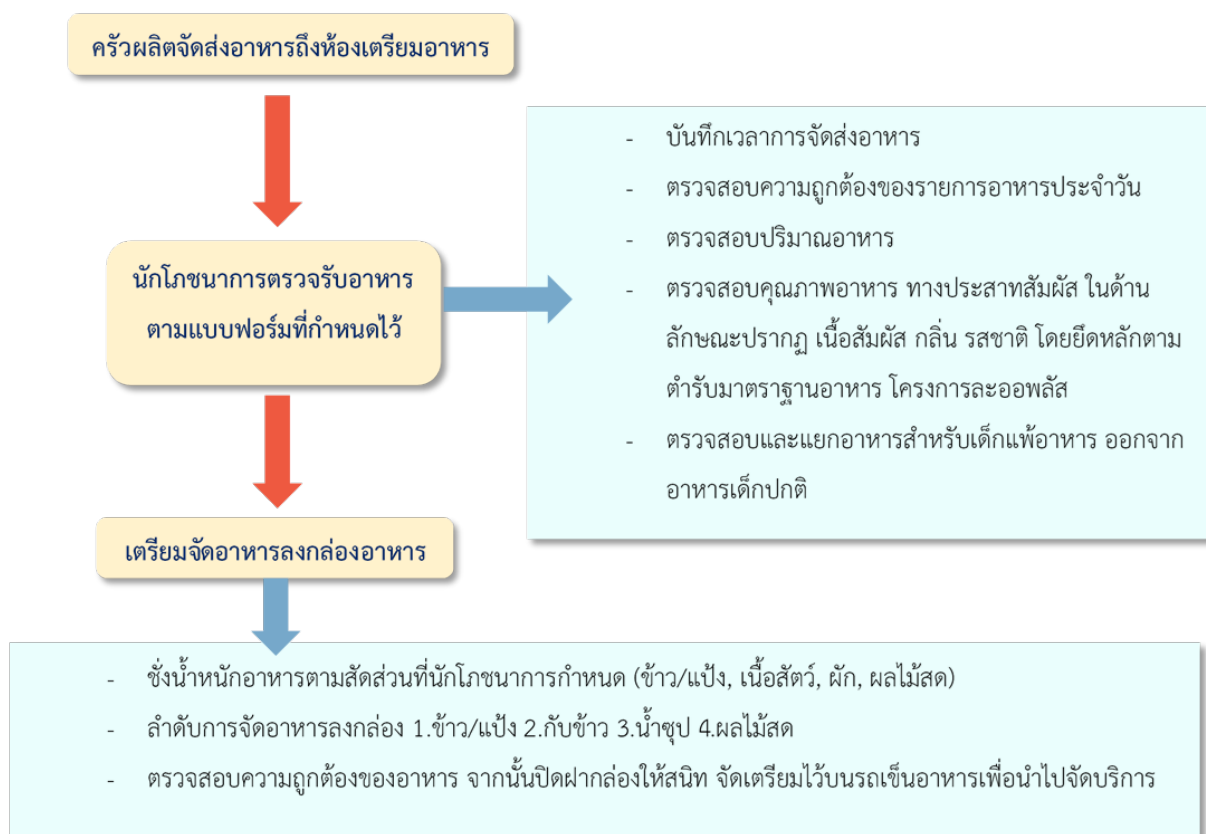 ครัวผลิตจัดส่งอาหารถึงห้องเตรียมอาหาร
นักโภชนาการตรวจรับอาหาร
ตามแบบฟอร์มที่กำหนดไว้
- บันทึกเวลาการจัดส่งอาหาร
- ตรวจสอบความถูกต้องของรายการอาหารประจำวัน
- ตรวจสอบปริมาณอาหาร
- ตรวจสอบคุณภาพอาหาร ทางประสาทสัมผัส ในด้าน
ลักษณะปรากฏ เนื้อสัมผัส กลิ่น รสชาติ โดยยึดหลักตาม
ตำรับมาตราฐานอาหาร โครงการละออพลัส
- ตรวจสอบและแยกอาหารสำหรับเด็กแพ้อาหาร ออกจาก
อาหารเด็กปกติ
เตรียมจัดอาหารลงกล่องอาหาร
- ชั่งน้ำหนักอาหารตามสัดส่วนที่นักโภชนาการกำหนด (ข้าว/แป้ง, เนื้อสัตว์, ผัก, ผลไม้สด)
- ลำดับการจัดอาหารลงกล่อง 1.ข้าว/แป้ง 2.กับข้าว 3.น้ำซุป 4.ผลไม้สด
- ตรวจสอบความถูกต้องของอาหาร จากนั้นปิดฝากล่องให้สนิท จัดเตรียมไว้บนรถเข็นอาหารเพื่อนำไปจัดบริการ